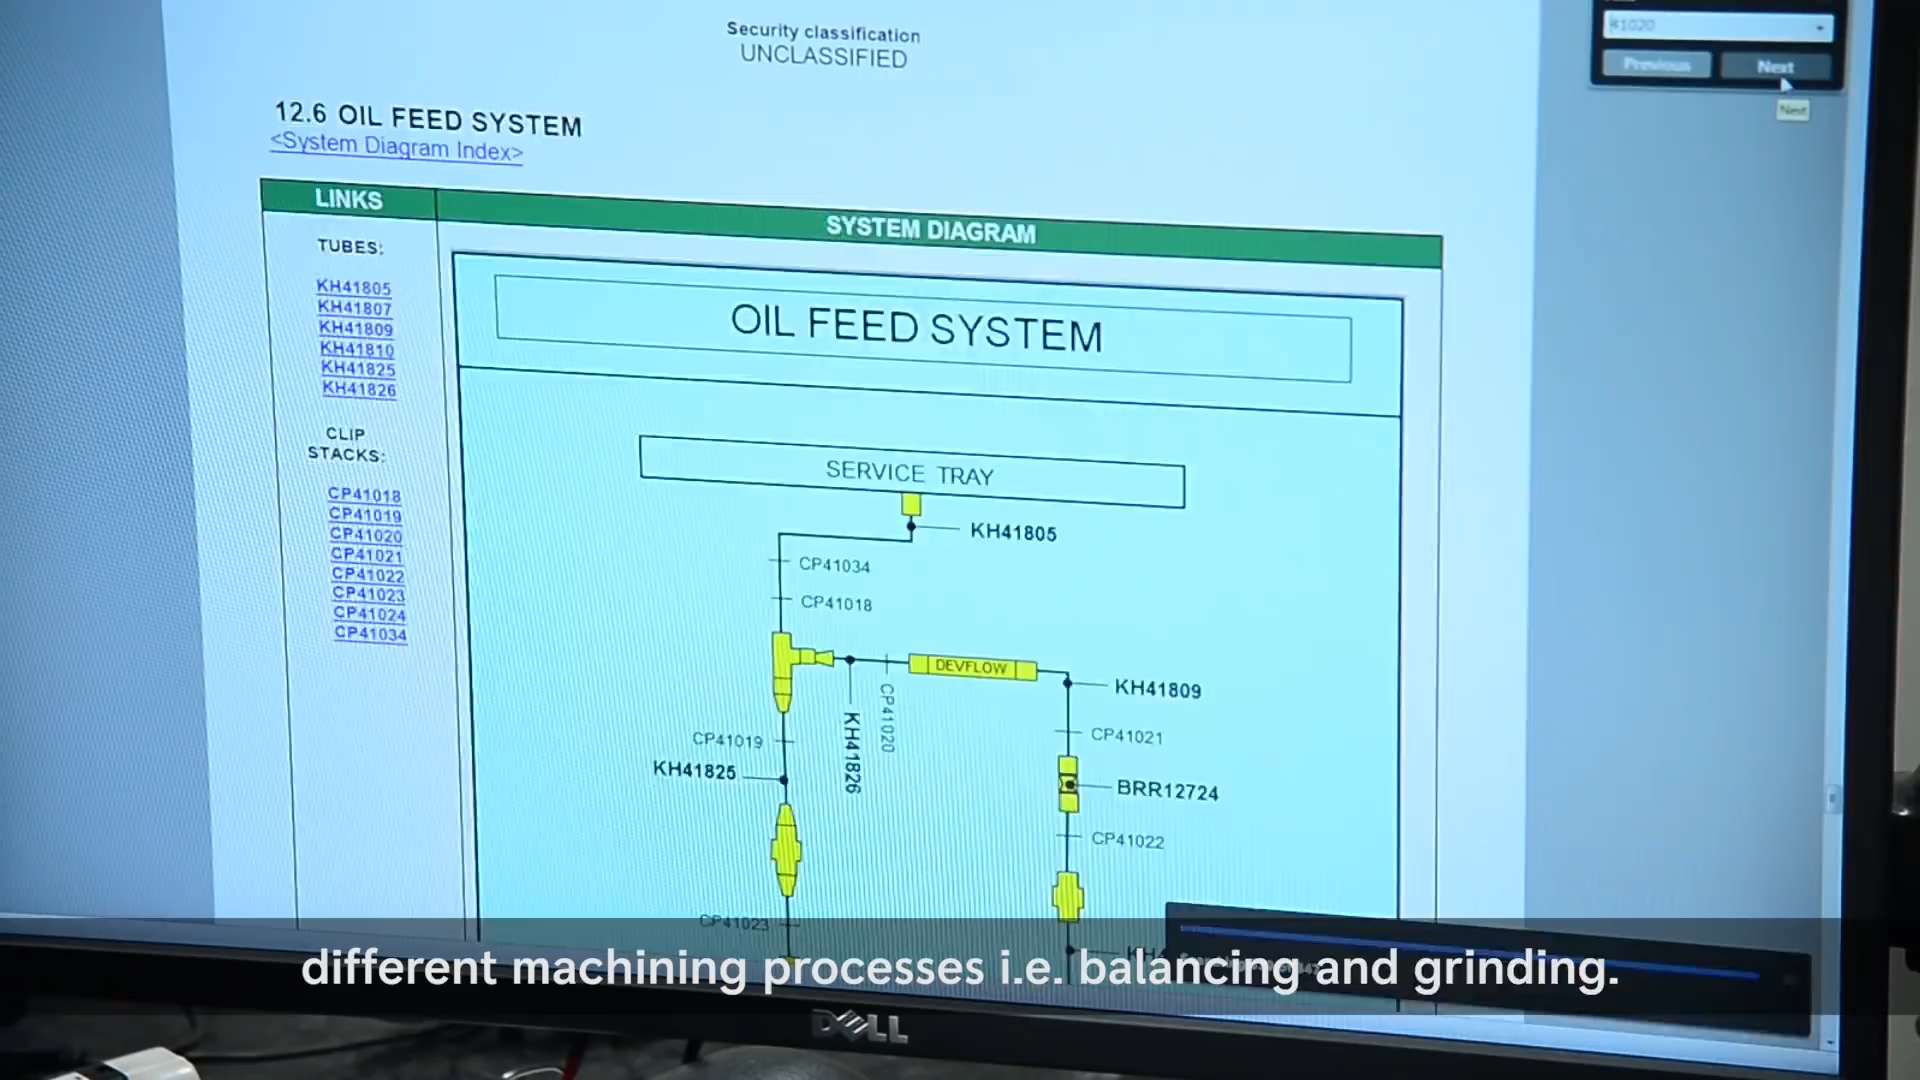 Security classification
UNCLASSIFIED
12.6 OIL FEED SYSTEM
<System Diagram Index>
LINKS
SYSTEM DIAGRAM
TUBES:
KH41805
KH41807
KH41809
KH41810
KH41825
KH41826
CLIP
STACKS:
CP41018
CP41019
CP41020
CP41021
CP41022
CP41023
CP41024
CP41034
OIL FEED SYSTEM
SERVICE TRAY
KH41805
CP41034
CP41018
DEVFLOW
KH41809
CP41020
KH41826
CP41019
CP41021
KH41825
BRR12724
CP41022
CP41023
Previous
Next
Next
different machining processes i.e. balancing and grinding.
DELL